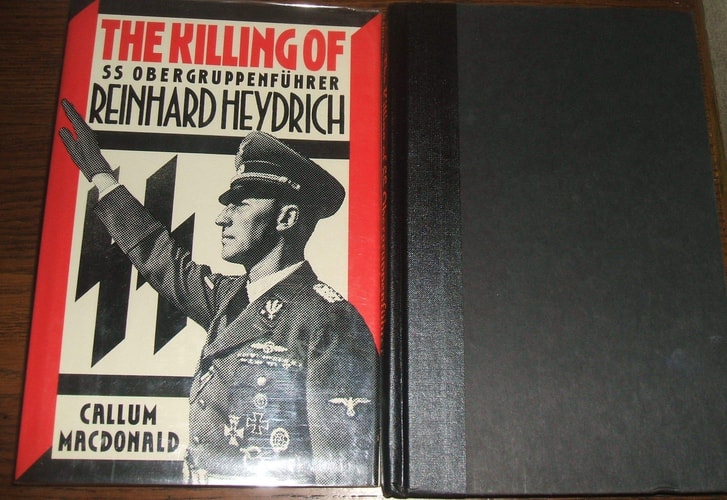 THE KILLING OF
SS OBERGRUPPENFÜHRER
REINHARD HEYDRICH
CALLUM
MACDONALD